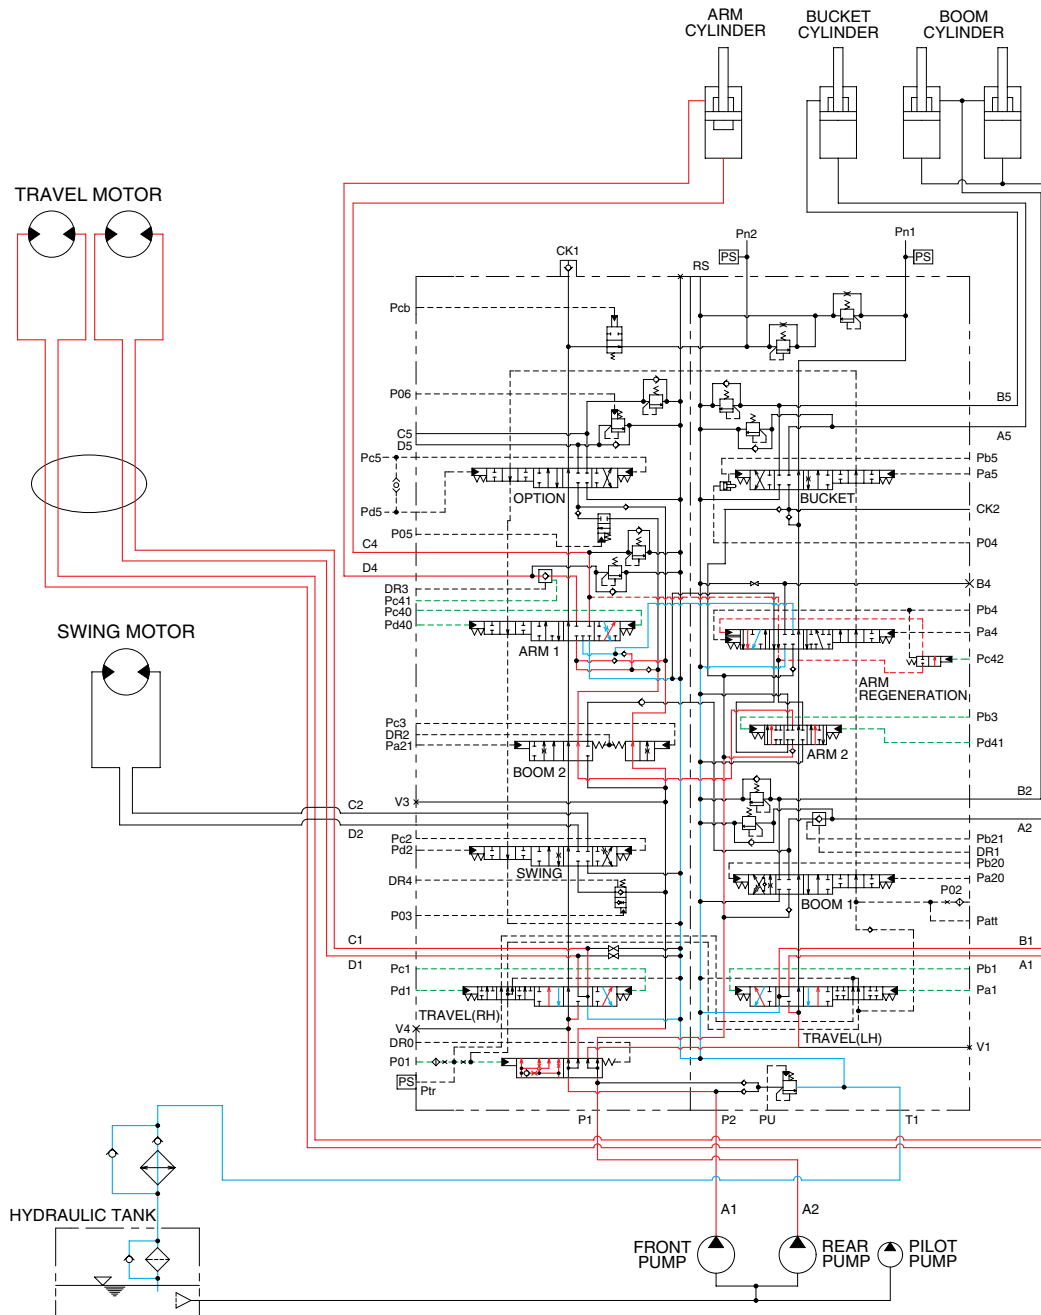 ARM
CYLINDER
BUCKET
CYLINDER
BOOM
CYLINDER
TRAVEL MOTOR
Pn2
Pn1
CK1
PS
RS
PS
Pcb
P06
B5
C5
D5
A5
Pc5
Pb5
Pa5
OPTION
BUCKET
Pd5
CK2
P05
P04
C4
D4
DR3
B4
Pc41
Pc40
Pb4
Pd40
Pa4
SWING MOTOR
ARM 1
Pc42
ARM
REGENERATION
Pc3
Pb3
DR2
Pa21
Pd41
BOOM 2
ARM 2
C2
V3
B2
D2
A2
Pc2
Pb21
Pd2
DR1
Pb20
SWING
Pa20
DR4
P02
BOOM 1
P03
Patt
C1
B1
D1
A1
Pc1
Pb1
Pd1
Pa1
TRAVEL(RH)
V4
TRAVEL(LH)
DR0
V1
P01
PS
Ptr
P1
P2
PU
T1
HYDRAULIC TANK
A1
A2
FRONT
PUMP
REAR
PUMP
PILOT
PUMP